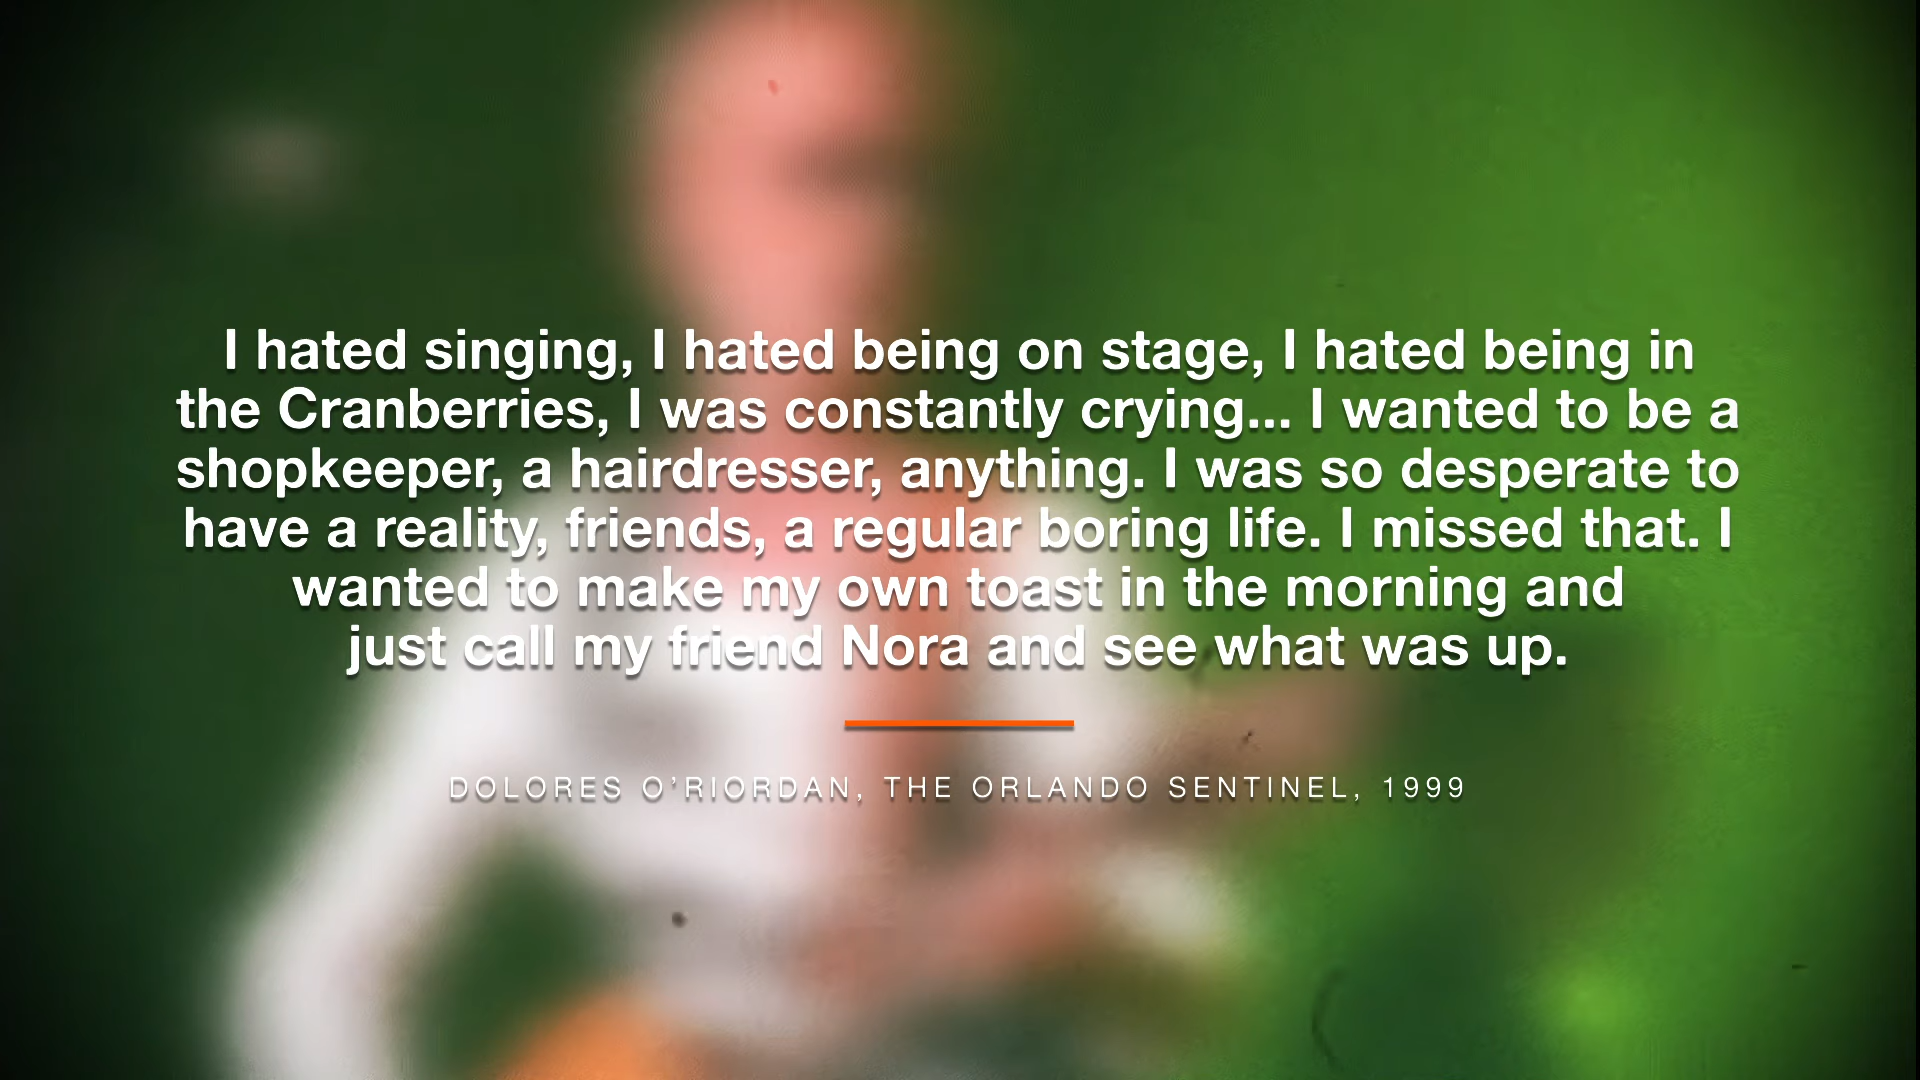 I hated singing, I hated being on stage, I hated being in
the Cranberries, I was constantly crying... I wanted to be a
shopkeeper, a hairdresser, anything. I was so desperate to
have a reality, friends, a regular boring life. I missed that. I
wanted to make my own toast in the morning and
just call my friend Nora and see what was up.
DOLORES O’RIORDAN, THE ORLANDO SENTINEL, 1999